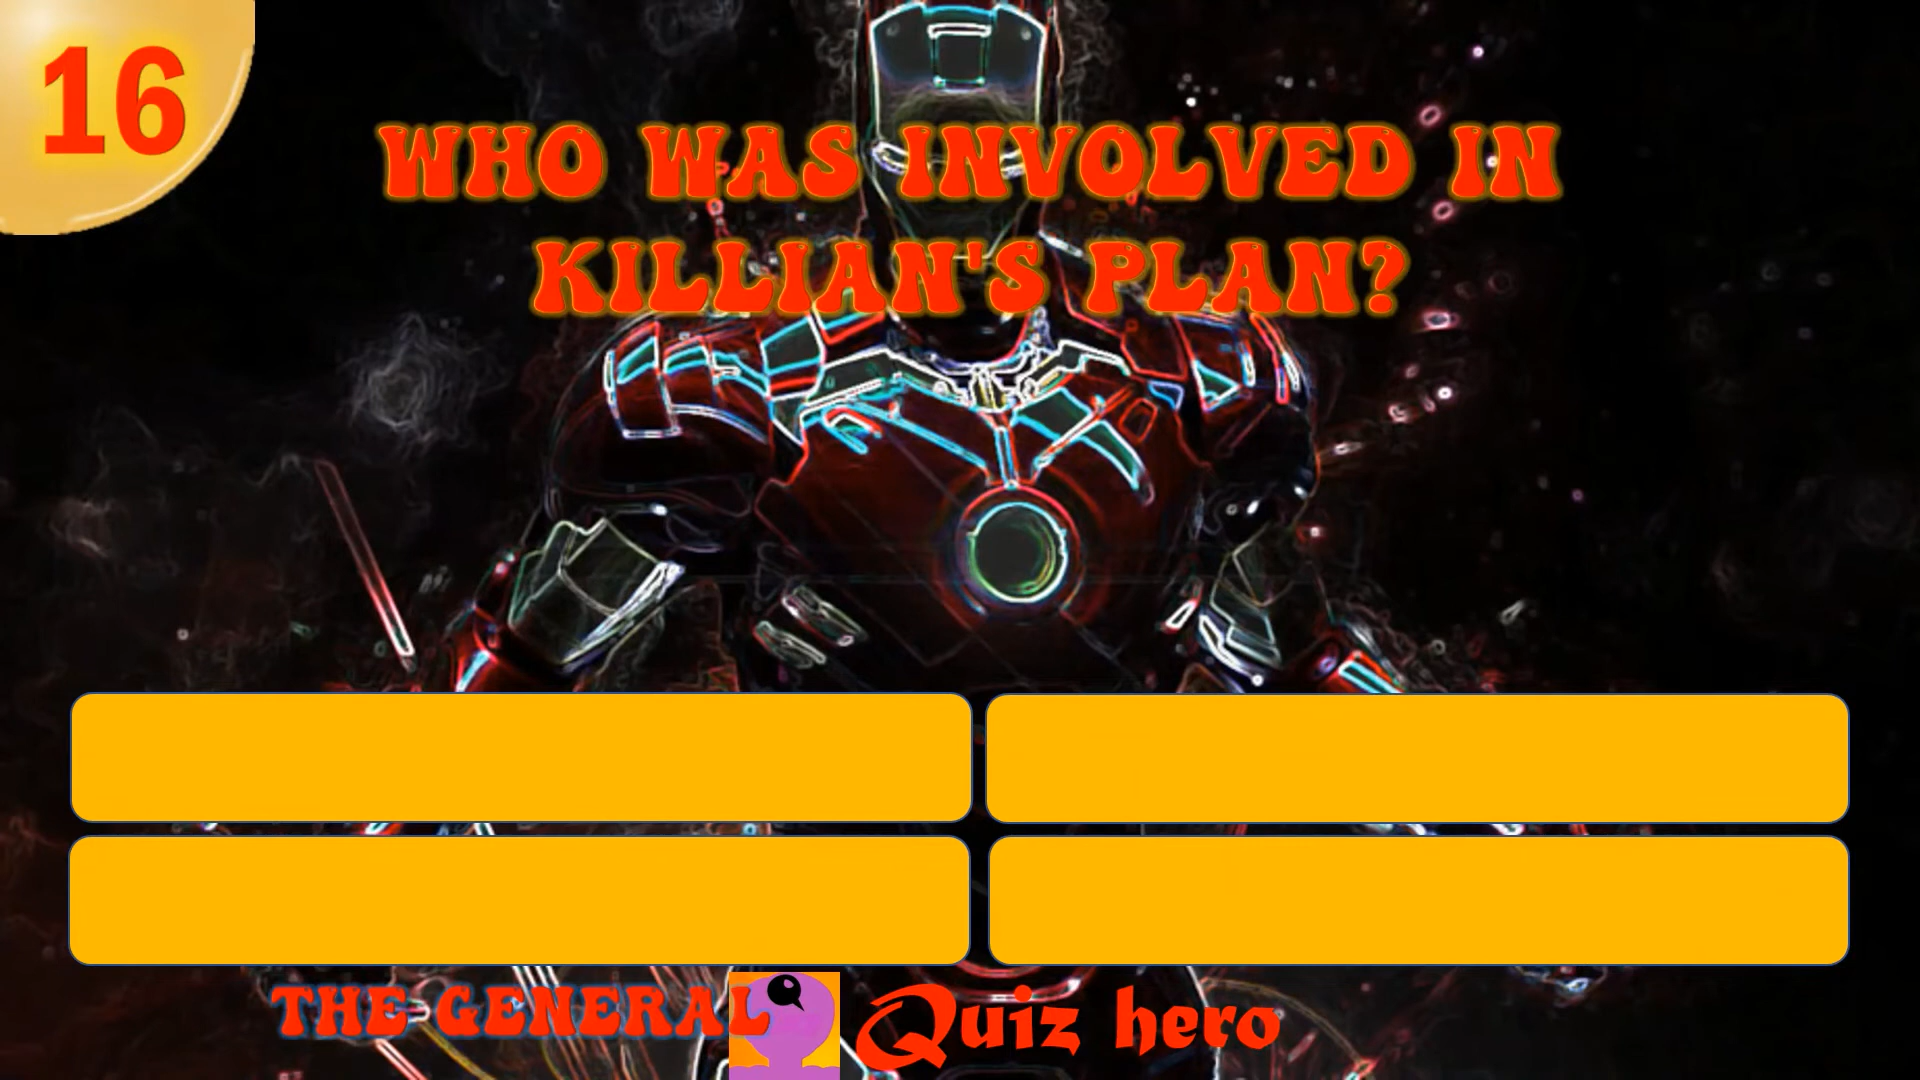 16
WHO WAS INVOLVED IN
KILLIAN'S PLAN?
THE GENERAL Quiz hero